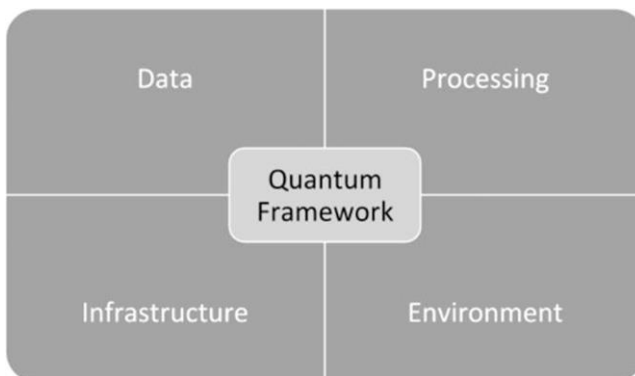 Data
Processing
Quantum
Framework
Infrastructure
Environment